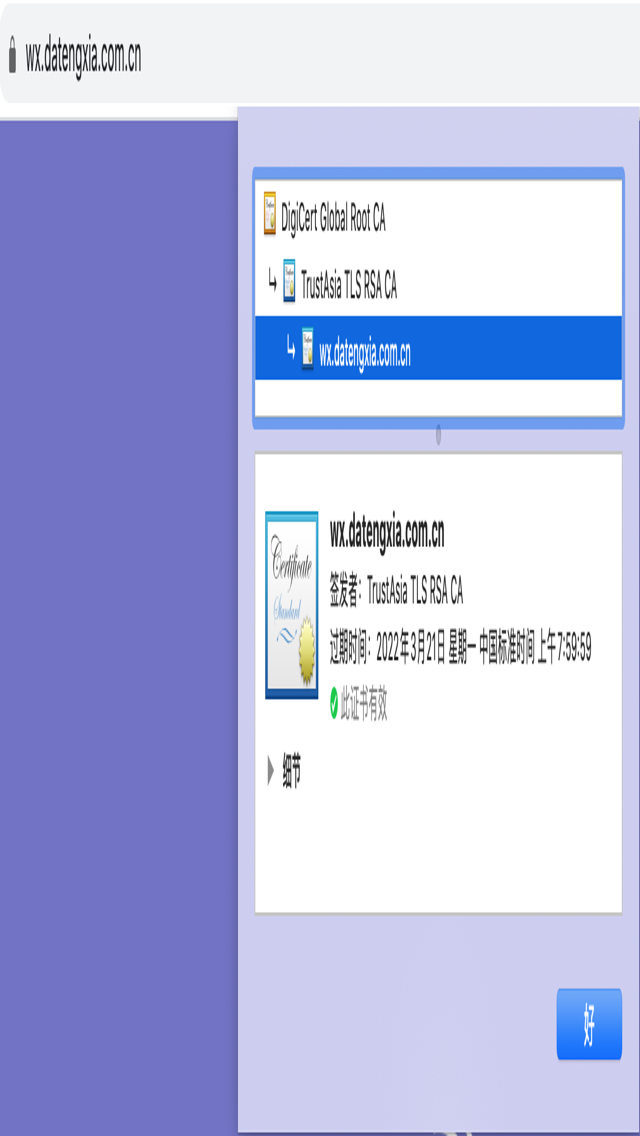 wx.datengxia.com.cn
DigiCert Global Root CA
TrustAsia TLS RSA CA
wx.datengxia.com.cn
Certificate
Standard
wx.datengxia.com.cn
签发者：TrustAsia TLS RSA CA
过期时间：2022年3月21日 星期一 中国标准时间 上午7:59:59
此证书有效
细节
好